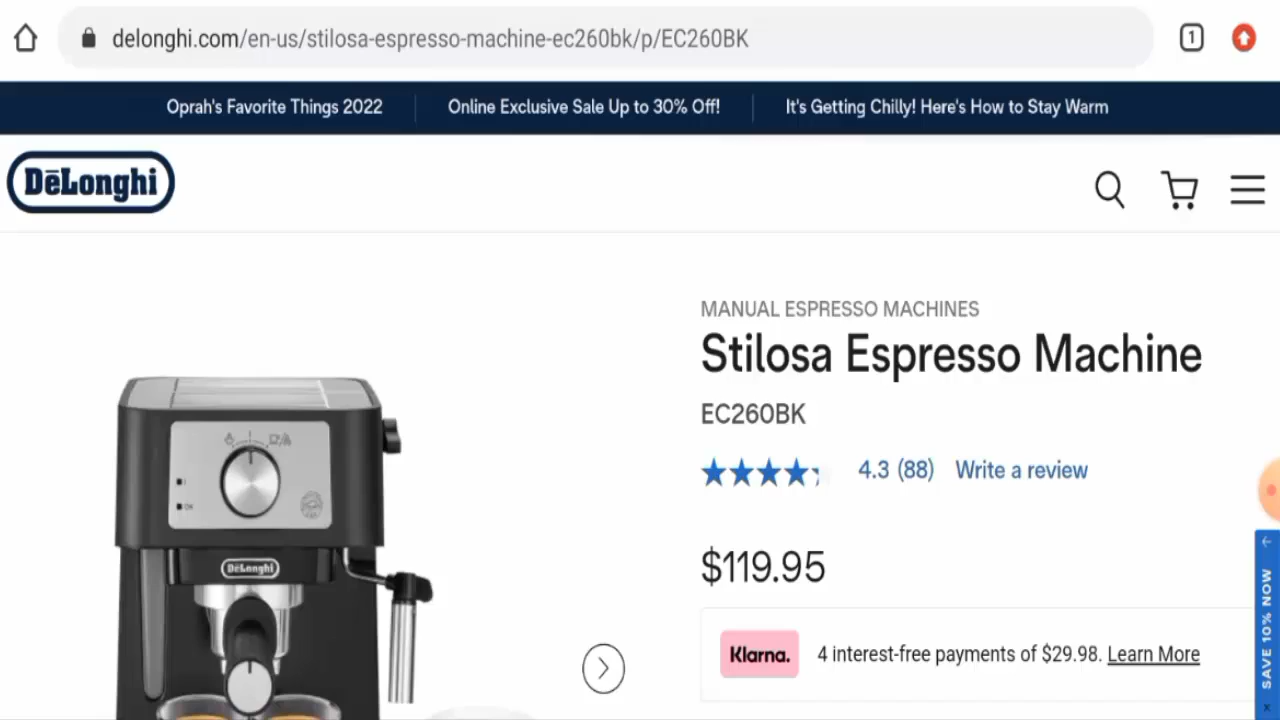 delonghi.com/en-us/stilosa-espresso-machine-ec260bk/p/EC260BK
1
Oprah's Favorite Things 2022
Online Exclusive Sale Up to 30% Off!
It's Getting Chilly! Here's How to Stay Warm
DēLonghi
MANUAL ESPRESSO MACHINES
Stilosa Espresso Machine
EC260BK
4.3 (88) Write a review
$119.95
Klarna. 4 interest-free payments of $29.98. Learn More
SAVE 10% NOW
x
DēLonghi